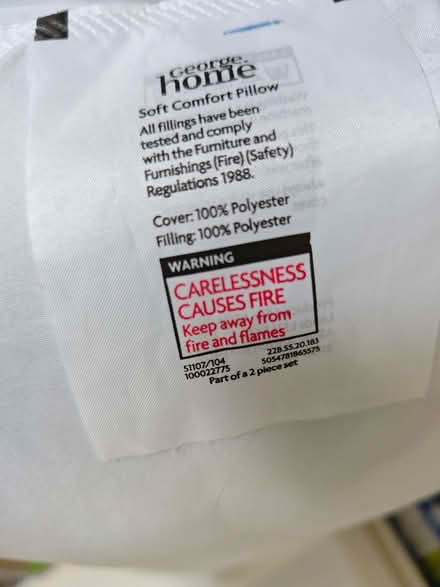 George.
home
Soft Comfort Pillow
All fillings have been
tested and comply
with the Furniture and
Furnishings (Fire) (Safety)
Regulations 1988.
Cover: 100% Polyester
Filling: 100% Polyester
WARNING
CARELESSNESS
CAUSES FIRE
Keep away from
fire and flames
51107/104 228.55.20.183
100022775 5054781865575
Part of a 2 piece set